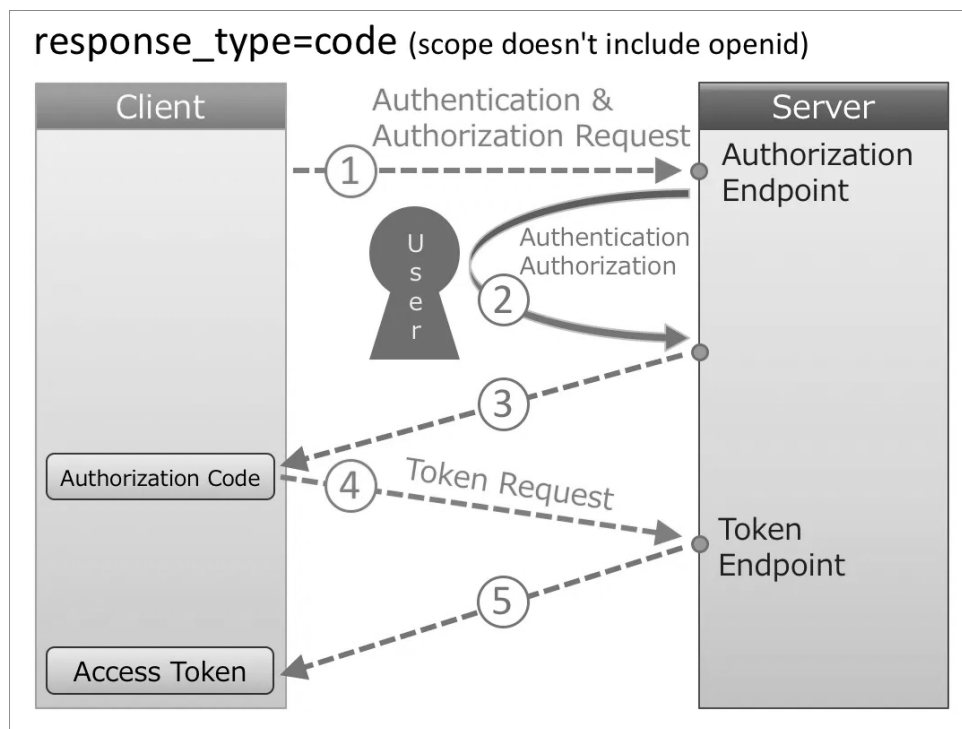 response_type=code (scope doesn't include openid)
Client
Authentication &
Authorization Request
Server
1
Authorization
Endpoint
User
Authentication
Authorization
2
3
Authorization Code
4
Token Request
Token
Endpoint
5
Access Token